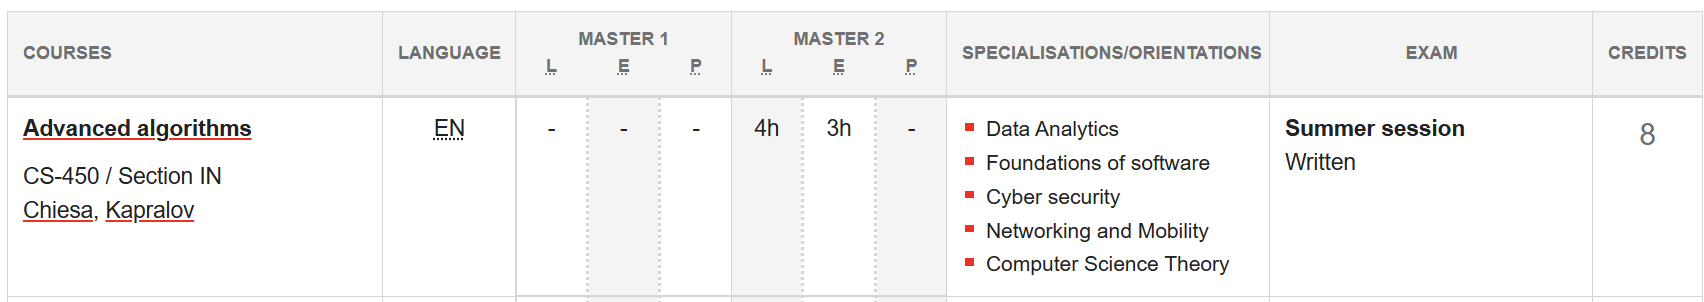 COURSES LANGUAGE MASTER 1 MASTER 2 SPECIALISATIONS/ORIENTATIONS EXAM CREDITS
L E P L E P
Advanced algorithms EN - - - 4h 3h - Data Analytics Summer session 8
Foundations of software Written
CS-450 / Section IN Cyber security
Chiesa, Kapralov Networking and Mobility
Computer Science Theory